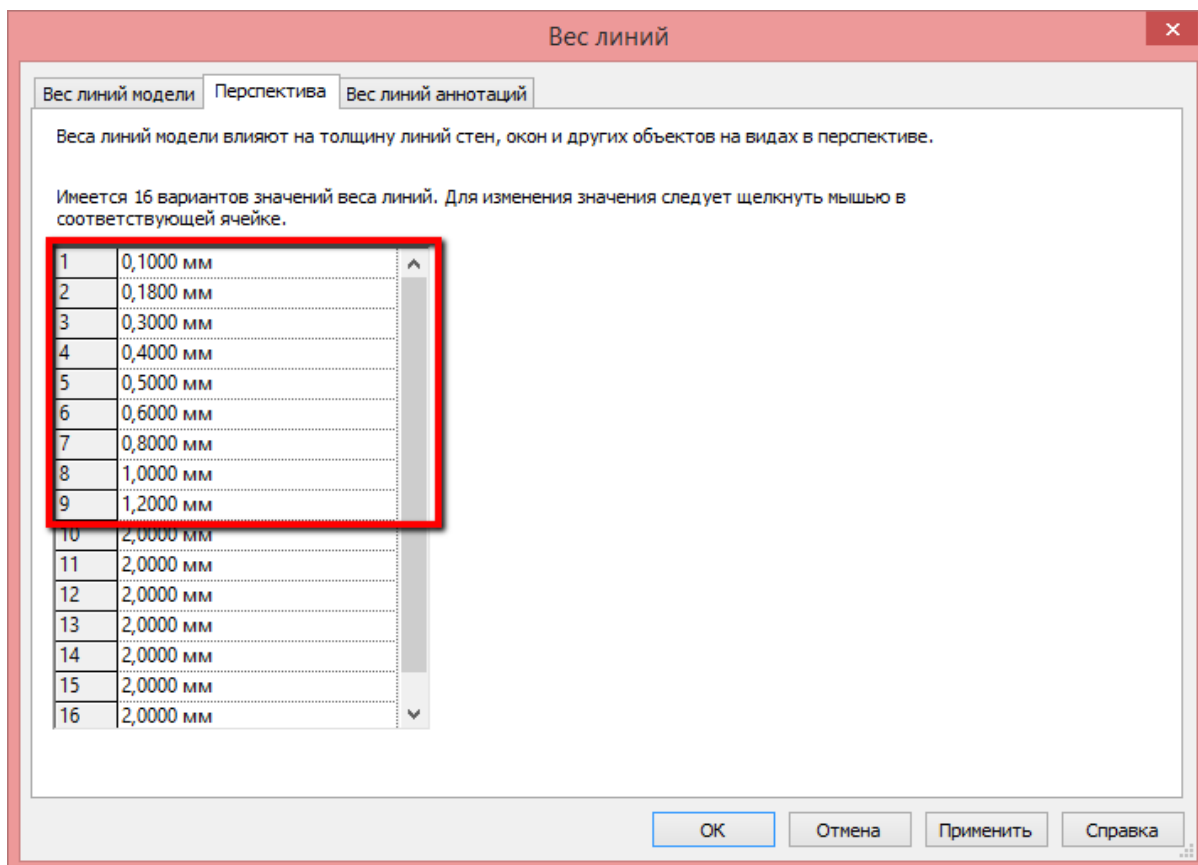 Вес линий
Вес линий модели Перспектива Вес линий аннотаций
Веса линий модели влияют на толщину линий стен, окон и других объектов на видах в перспективе.
Имеется 16 вариантов значений веса линий. Для изменения значения следует щелкнуть мышью в
соответствующей ячейке.
1 0,1000 мм
2 0,1800 мм
3 0,3000 мм
4 0,4000 мм
5 0,5000 мм
6 0,6000 мм
7 0,8000 мм
8 1,0000 мм
9 1,2000 мм
10 2,0000 мм
11 2,0000 мм
12 2,0000 мм
13 2,0000 мм
14 2,0000 мм
15 2,0000 мм
16 2,0000 мм
ОК Отмена Применить Справка